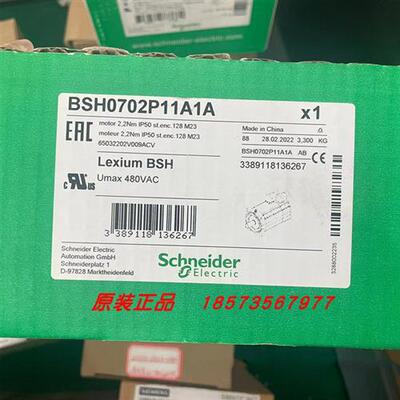 BSH0702P11A1A x1
EAC
motor 2,2Nm IP50 st.enc.128 M23
moteur 2,2Nm IP50 st.enc.128 M23
65032202V009ACV
Made in China
88 28.02.2022 3,300 KG
BSH0702P11A1A AB
3389118136267
Lexium BSH
Umax 480VAC
c UL us
3 389118 136267
Schneider Electric
Automation GmbH
Schneiderplatz 1
D-97828 Marktheidenfeld
Schneider
Electric
原装正品 18573567977